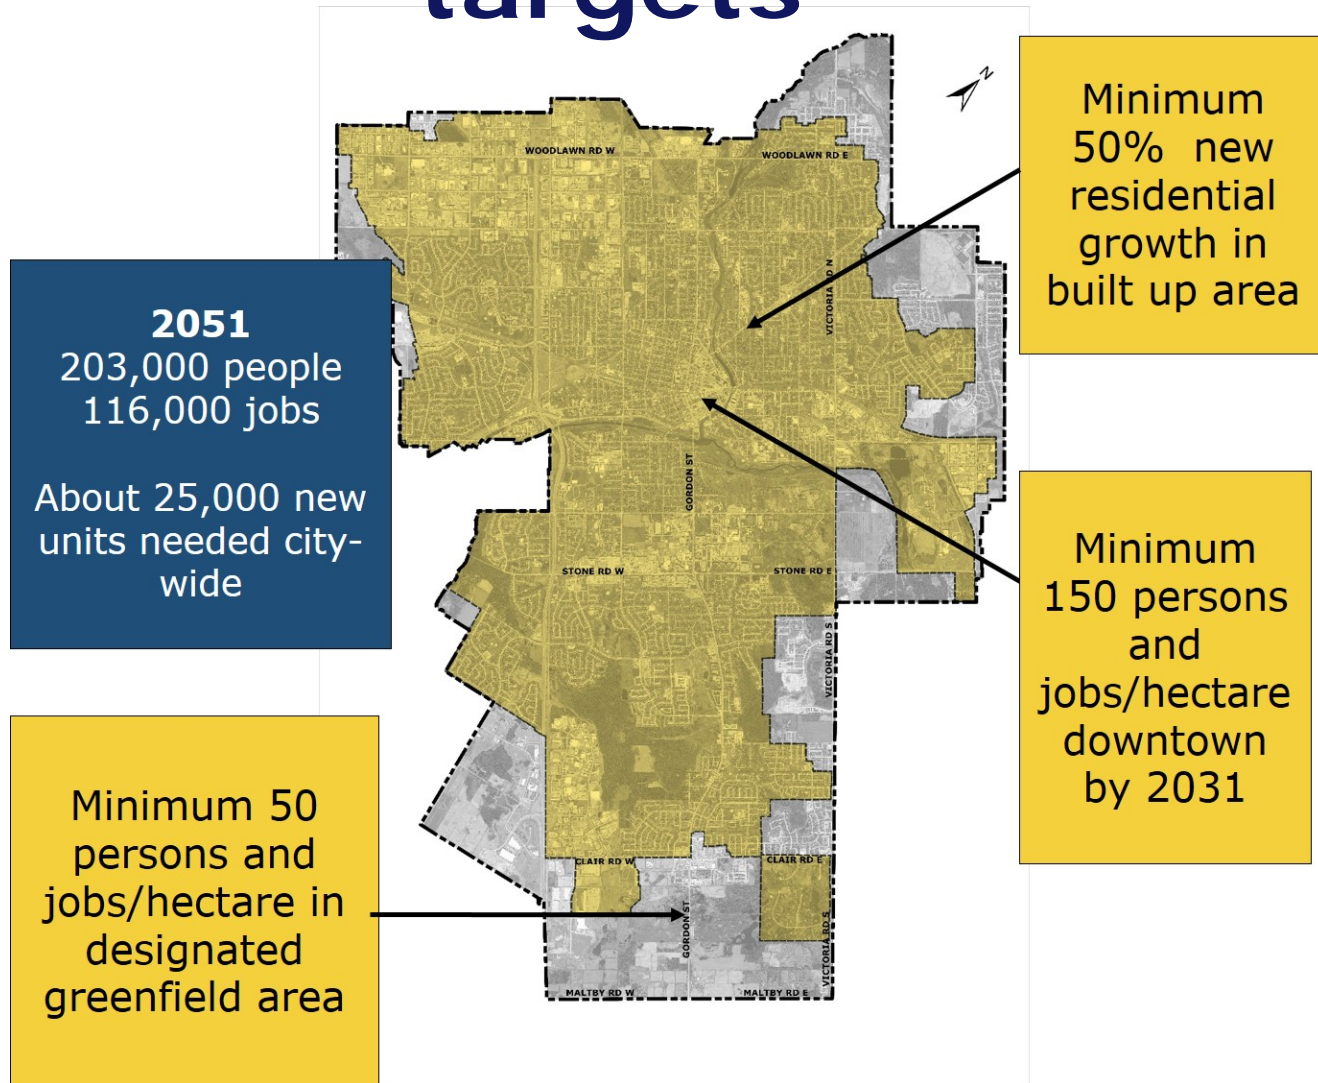 targets
N
Minimum
50% new
residential
growth in
built up area
WOODLAWN RD W
WOODLAWN RD E
VICTORIA RD N
2051
203,000 people
116,000 jobs
About 25,000 new
units needed city-
wide
GORDON ST
STONE RD W
STONE RD E
Minimum
150 persons
and
jobs/hectare
downtown
by 2031
VICTORIA RD S
Minimum 50
persons and
jobs/hectare in
designated
greenfield area
CLAIR RD W
CLAIR RD E
GORDON ST
VICTORIA RD S
MALTBY RD W
MALTBY RD E